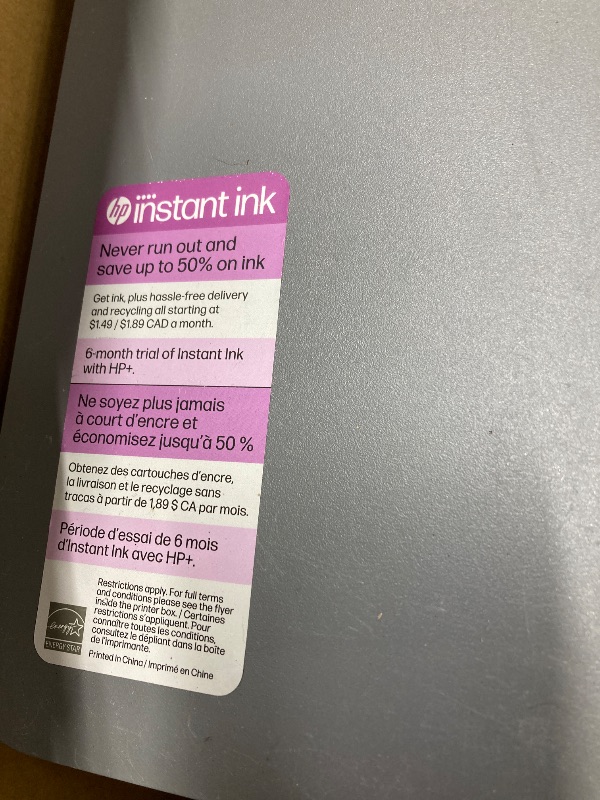 hp instant ink
Never run out and
save up to 50% on ink
Get ink, plus hassle-free delivery
and recycling all starting at
$1.49 / $1.89 CAD a month.
6-month trial of Instant Ink
with HP+.
Ne soyez plus jamais
à court d'encre et
économisez jusqu'à 50 %
Obtenez des cartouches d'encre,
la livraison et le recyclage sans
tracas à partir de 1,89 $ CA par mois.
Période d'essai de 6 mois
d'Instant Ink avec HP+.
Restrictions apply. For full terms
and conditions please see the flyer
inside the printer box. / Certaines
restrictions s'appliquent. Pour
connaître toutes les conditions,
consultez le dépliant dans la boîte
de l'imprimante.
Printed in China / Imprimé en Chine
energy
ENERGY STAR